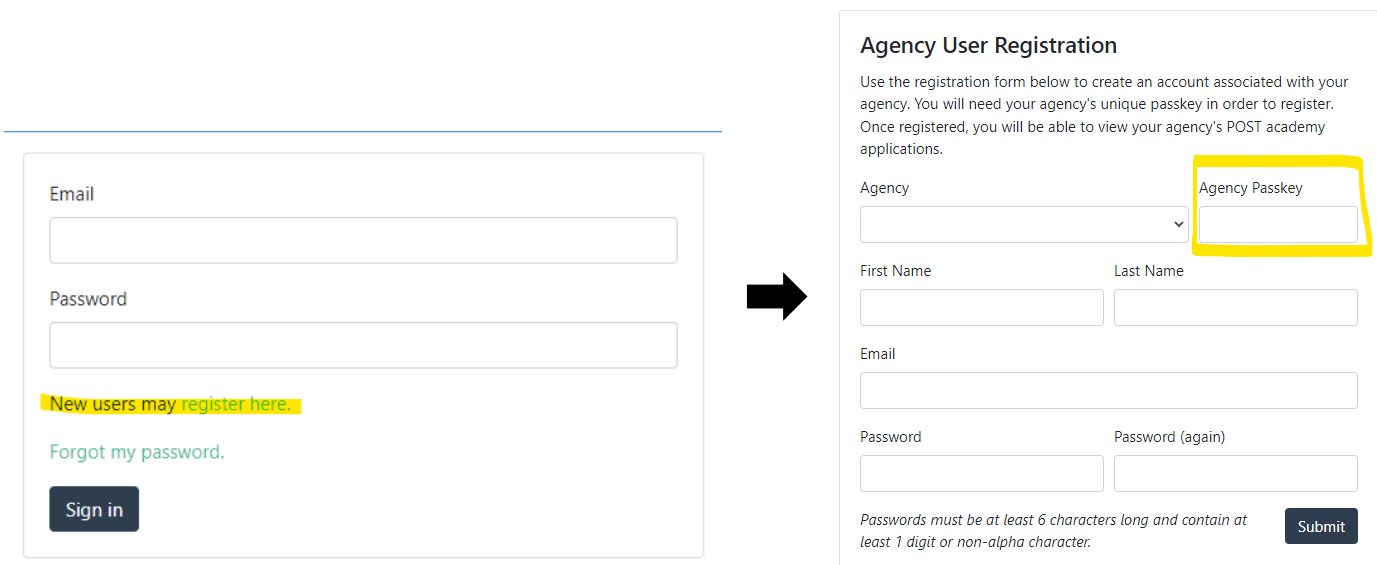 Email
Password
New users may register here.
Forgot my password.
Sign in
Agency User Registration
Use the registration form below to create an account associated with your
agency. You will need your agency's unique passkey in order to register.
Once registered, you will be able to view your agency's POST academy
applications.
Agency
Agency Passkey
First Name
Last Name
Email
Password
Password (again)
Passwords must be at least 6 characters long and contain at
least 1 digit or non-alpha character.
Submit